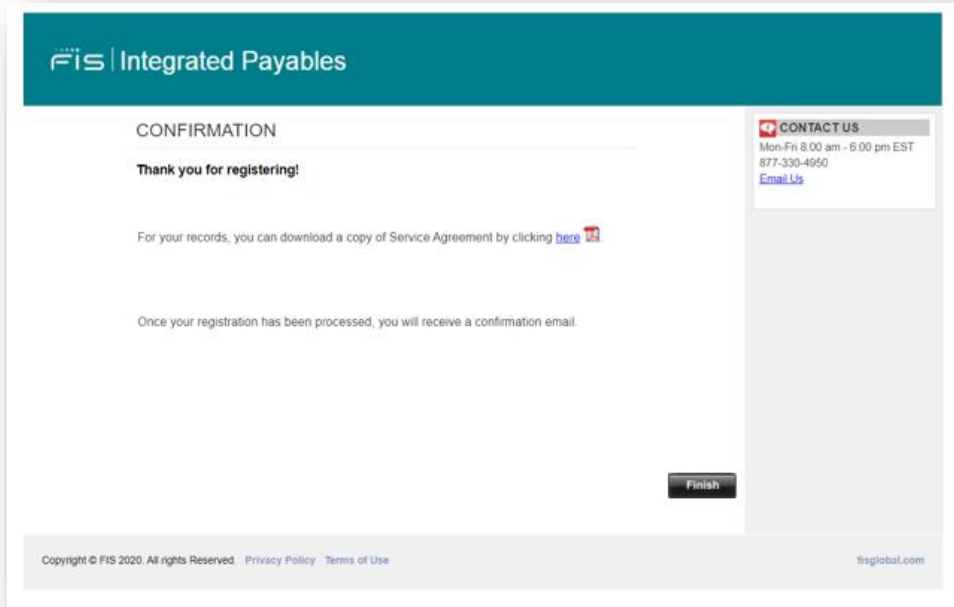 FIS | Integrated Payables
CONFIRMATION
Thank you for registering!
For your records, you can download a copy of Service Agreement by clicking here
Once your registration has been processed, you will receive a confirmation email.
Finish
CONTACT US
Mon-Fri 8:00 am - 6:00 pm EST
877-330-4950
Email Us
Copyright © FIS 2020. All rights Reserved. Privacy Policy Terms of Use
fisglobal.com